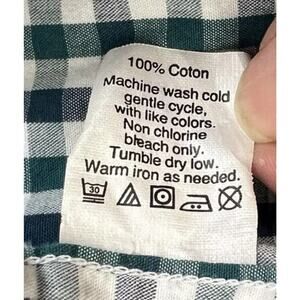 100% Coton
Machine wash cold
gentle cycle,
with like colors.
Non chlorine
bleach only.
Tumble dry low.
Warm iron as needed.
30